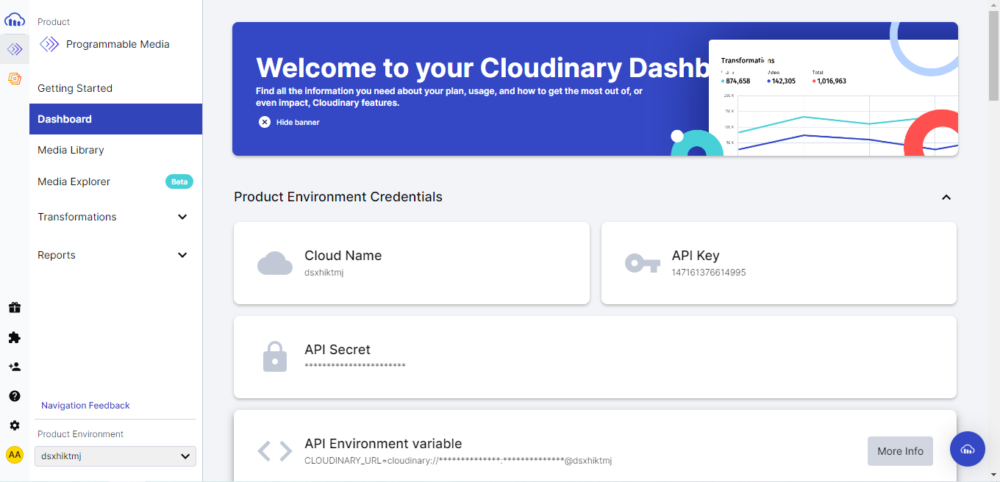 Product
Programmable Media
Getting Started
Dashboard
Media Library
Media Explorer
Beta
Transformations
Reports
Navigation Feedback
Product Environment
AA
dsxhiktmj
Welcome to your Cloudinary Dashb
Find all the information you need about your plan, usage, and how to get the most out of, or
even impact, Cloudinary features.
Hide banner
Total
874,658
142,305
1,016,963
200 K
150 K
100 K
50 K
Product Environment Credentials
Cloud Name
dsxhiktmj
API Key
147161376614995
API Secret
***********************
API Environment variable
CLOUDINARY_URL=cloudinary://**************:**************@dsxhiktmj
More Info